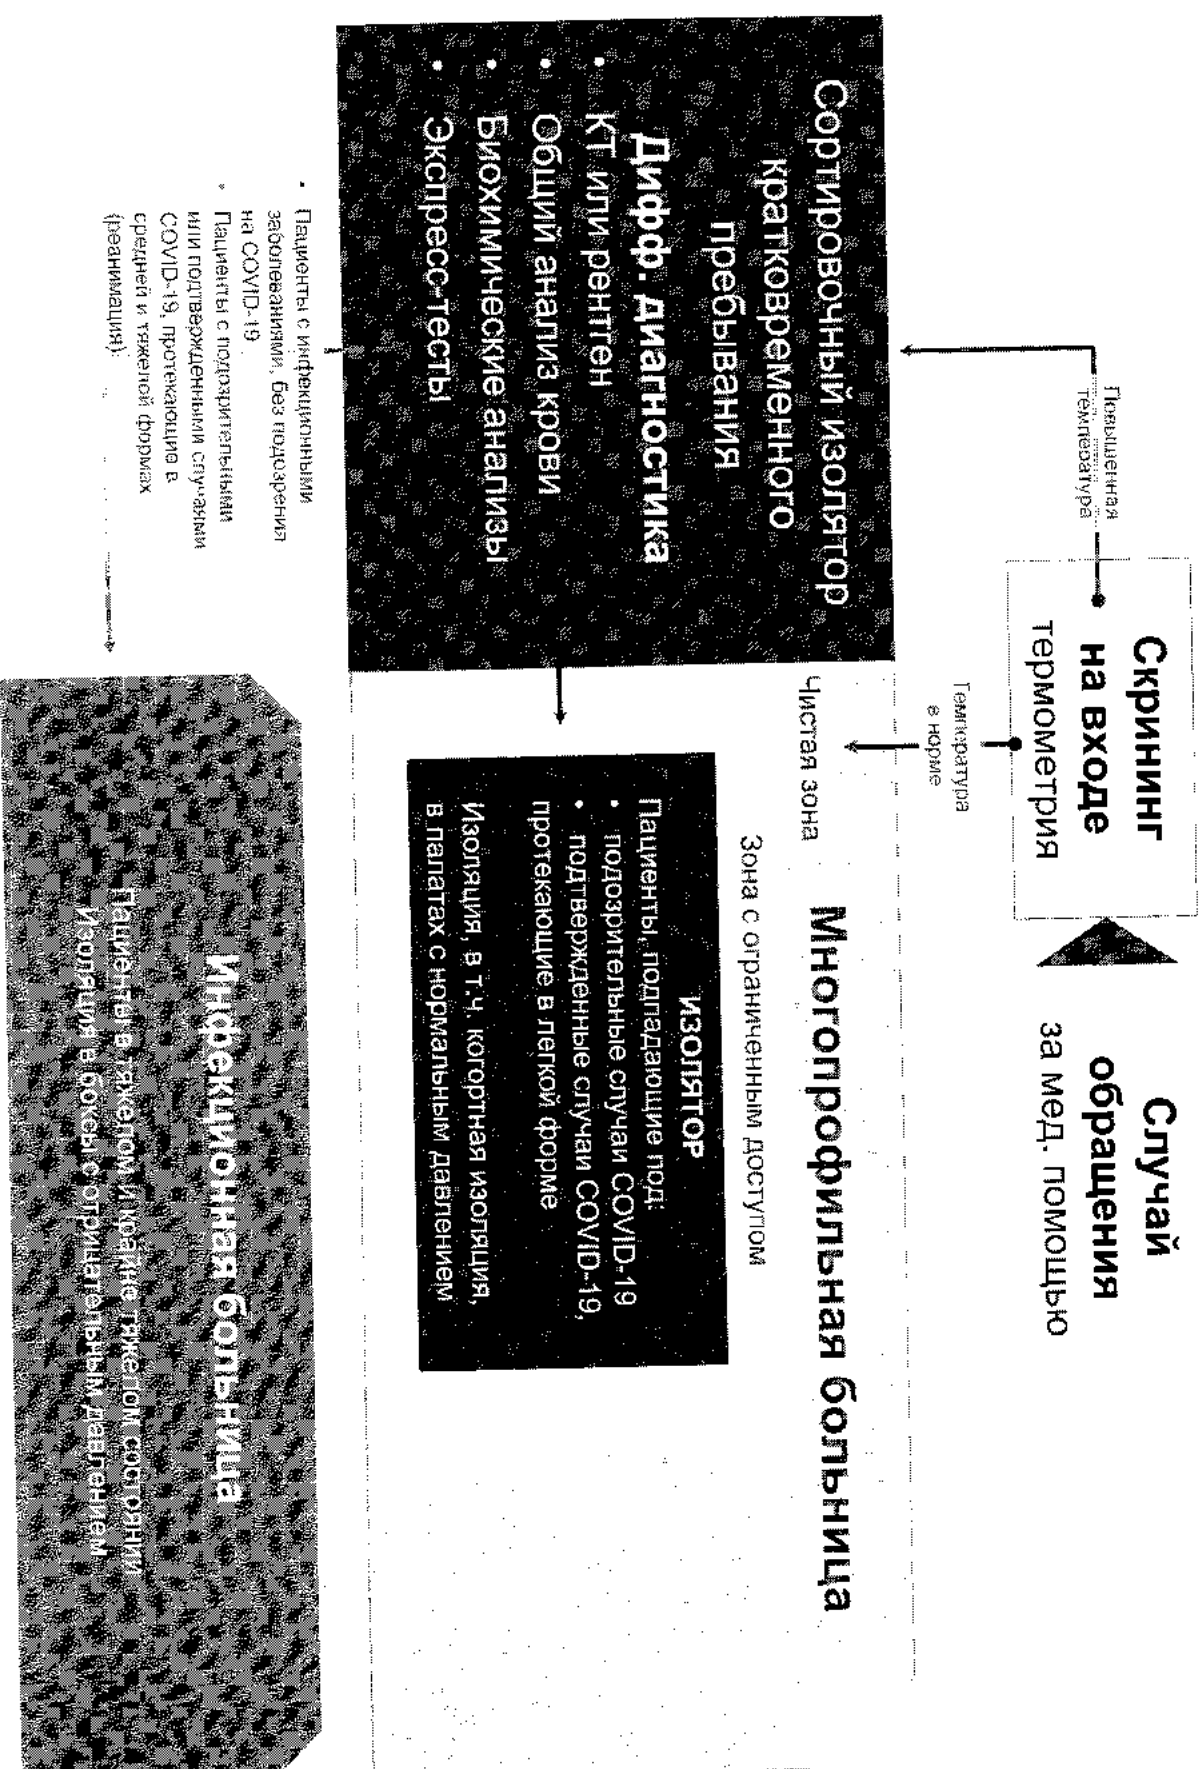 Случай
обращения
за мед. помощью
Скрининг
на входе
термометрия
Повышенная
температура
Температура
в норме
Сортировочный изолятор
кратковременного
пребывания
Дифф. диагностика
• КТ или рентген
• Общий анализ крови
• Биохимические анализы
• Экспресс-тесты
Чистая зона
Многопрофильная больница
Зона с ограниченным доступом
изолятор
Пациенты, подпадающие под:
• подозрительные случаи COVID-19
• подтвержденные случаи COVID-19,
протекающие в легкой форме
Изоляция, в т.ч. когортная изоляция,
в палатах с нормальным давлением
• Пациенты с инфекционными
заболеваниями, без подозрения
на COVID-19
• Пациенты с подозрительными
или подтвержденными случаями
COVID-19, протекающие в
средней и тяжелой формах
(реанимация)
Инфекционная больница
Пациенты в тяжелом и крайне тяжелом состоянии
Изоляция в боксы с отрицательным давлением